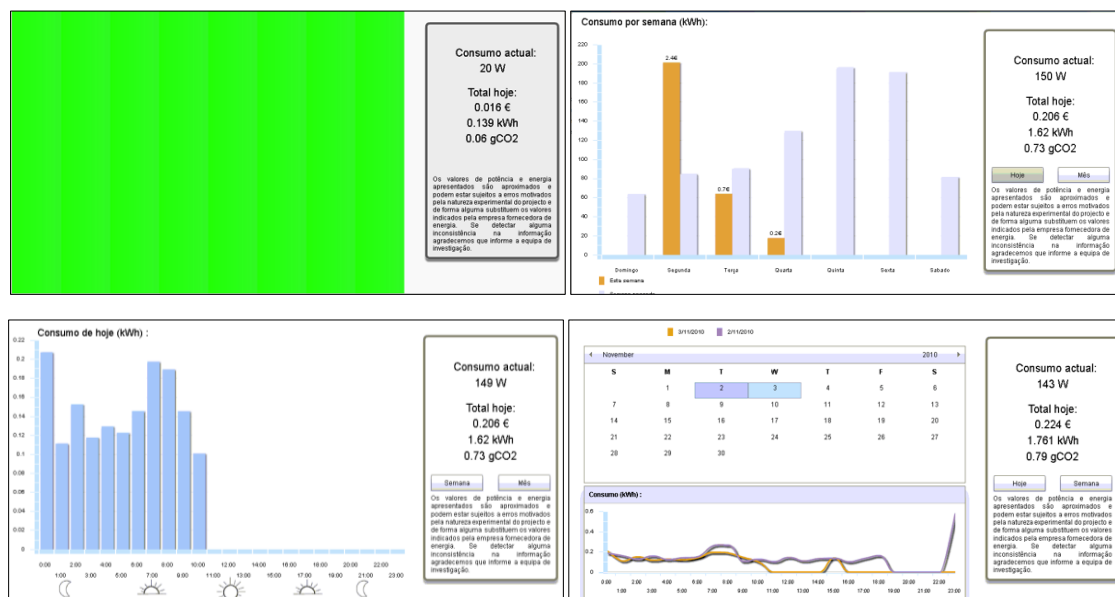 Consumo actual:
20 W
Total hoje:
0.016 €
0.139 kWh
0.06 gCO2
Os valores de potência e energia
apresentados são aproximados e
podem estar sujeitos a erros motivados
pela natureza experimental do projecto e
de forma alguma substituem os valores
indicados pela empresa fornecedora de
energia. Se detectar alguma
inconsistência na informação
agradecemos que informe a equipa de
investigação.
Consumo por semana (kWh):
220
200
180
160
140
120
100
80
60
40
20
0
2.4€
0.7€
0.2€
Domingo Segunda Terça Quarta Quinta Sexta Sabado
Esta semana
Consumo actual:
150 W
Total hoje:
0.206 €
1.62 kWh
0.73 gCO2
Hoje Mês
Os valores de potência e energia
apresentados são aproximados e
podem estar sujeitos a erros motivados
pela natureza experimental do projecto e
de forma alguma substituem os valores
indicados pela empresa fornecedora de
energia. Se detectar alguma
inconsistência na informação
agradecemos que informe a equipa de
investigação.
Consumo de hoje (kWh) :
0.22
0.2
0.18
0.16
0.14
0.12
0.1
0.08
0.06
0.04
0.02
0
0:00 2:00 4:00 6:00 8:00 10:00 12:00 14:00 16:00 18:00 20:00 22:00
1:00 3:00 5:00 7:00 9:00 11:00 13:00 15:00 17:00 19:00 21:00 23:00
Consumo actual:
149 W
Total hoje:
0.206 €
1.62 kWh
0.73 gCO2
Semana Mês
Os valores de potência e energia
apresentados são aproximados e
podem estar sujeitos a erros motivados
pela natureza experimental do projecto e
de forma alguma substituem os valores
indicados pela empresa fornecedora de
energia. Se detectar alguma
inconsistência na informação
agradecemos que informe a equipa de
investigação.
3/11/2010 2/11/2010
November 2010
S M T W T F S
1 2 3 4 5 6
7 8 9 10 11 12 13
14 15 16 17 18 19 20
21 22 23 24 25 26 27
28 29 30
Consumo (kWh) :
0.6
0.4
0.2
0
0:00 2:00 4:00 6:00 8:00 10:00 12:00 14:00 16:00 18:00 20:00 22:00
1:00 3:00 5:00 7:00 9:00 11:00 13:00 15:00 17:00 19:00 21:00 23:00
Consumo actual:
143 W
Total hoje:
0.224 €
1.761 kWh
0.79 gCO2
Hoje Semana
Os valores de potência e energia
apresentados são aproximados e
podem estar sujeitos a erros motivados
pela natureza experimental do projecto e
de forma alguma substituem os valores
indicados pela empresa fornecedora de
energia. Se detectar alguma
inconsistência na informação
agradecemos que informe a equipa de
investigação.